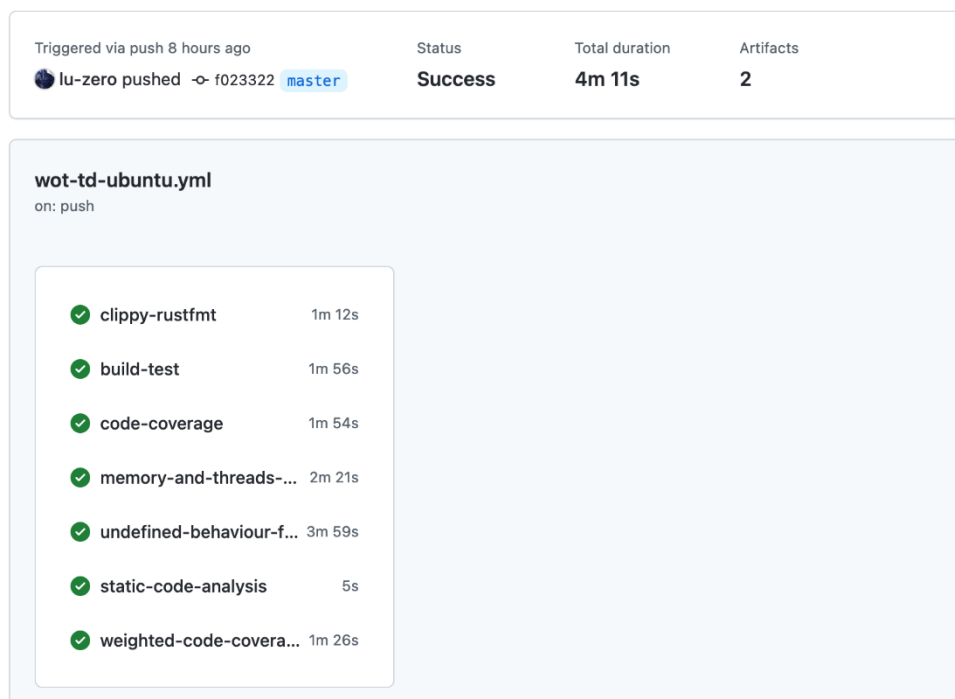 Triggered via push 8 hours ago
lu-zero pushed f023322 master
Status
Success
Total duration
4m 11s
Artifacts
2
wot-td-ubuntu.yml
on: push
clippy-rustfmt 1m 12s
build-test 1m 56s
code-coverage 1m 54s
memory-and-threads-... 2m 21s
undefined-behaviour-f... 3m 59s
static-code-analysis 5s
weighted-code-covera... 1m 26s